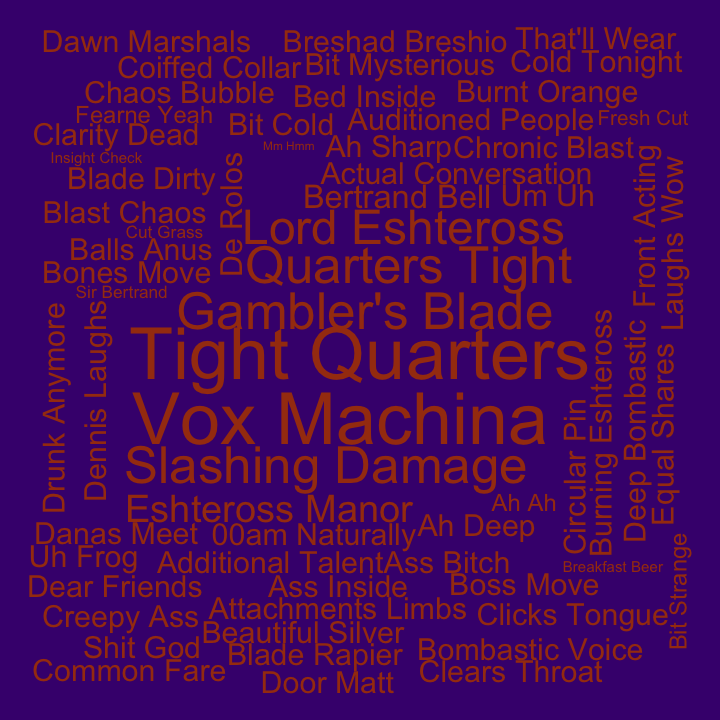 Dawn Marshals
Breshad Breshio
That'll Wear
Coiffed Collar
Bit Mysterious
Cold Tonight
Chaos Bubble
Bed Inside
Burnt Orange
Fearne Yeah
Bit Cold
Auditioned People
Fresh Cut
Clarity Dead
Mm Hmm
Ah Sharp
Chronic Blast
Insight Check
Blade Dirty
De Rolos
Actual Conversation
Front Acting
Laughs Wow
Bertrand Bell
Um Uh
Blast Chaos
Cut Grass
Lord Eshteross
Balls Anus
Quarters Tight
Bones Move
Sir Bertrand
Gambler's Blade
Drunk Anymore
Dennis Laughs
Tight Quarters
Vox Machina
Circular Pin
Burning Eshteross
Deep Bombastic
Equal Shares
Slashing Damage
Eshteross Manor
Ah Ah
Danas Meet
00am Naturally
Ah Deep
Uh Frog
Additional Talent
Ass Bitch
Breakfast Beer
Bit Strange
Dear Friends
Ass Inside
Boss Move
Creepy Ass
Attachments Limbs
Clicks Tongue
Beautiful Silver
Shit God
Blade Rapier
Bombastic Voice
Common Fare
Door Matt
Clears Throat